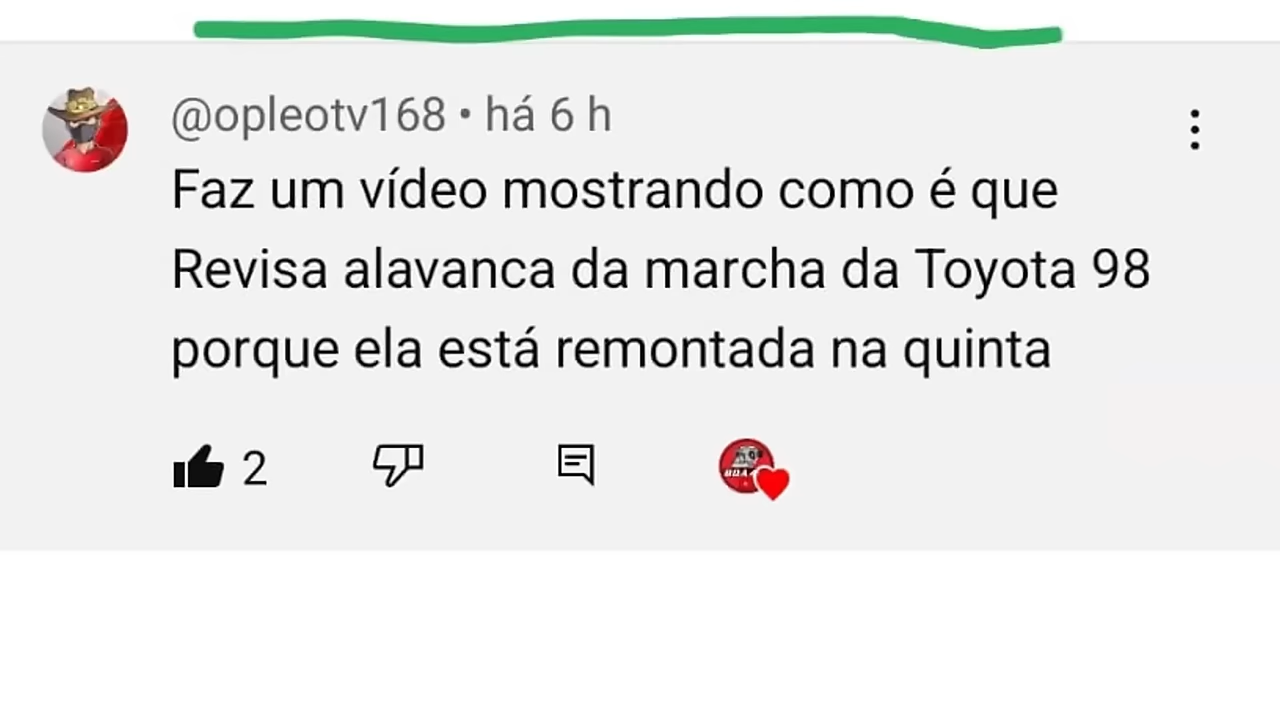 @opleotv168 • há 6 h
Faz um vídeo mostrando como é que
Revisa alavanca da marcha da Toyota 98
porque ela está remontada na quinta
2